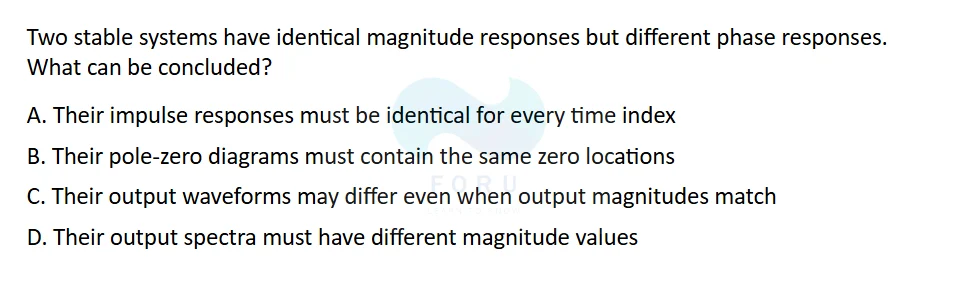 Two stable systems have identical magnitude responses but different phase responses.
What can be concluded?
A. Their impulse responses must be identical for every time index
B. Their pole-zero diagrams must contain the same zero locations
FORU
C. Their output waveforms may differ even when output magnitudes match
D. Their output spectra must have different magnitude values